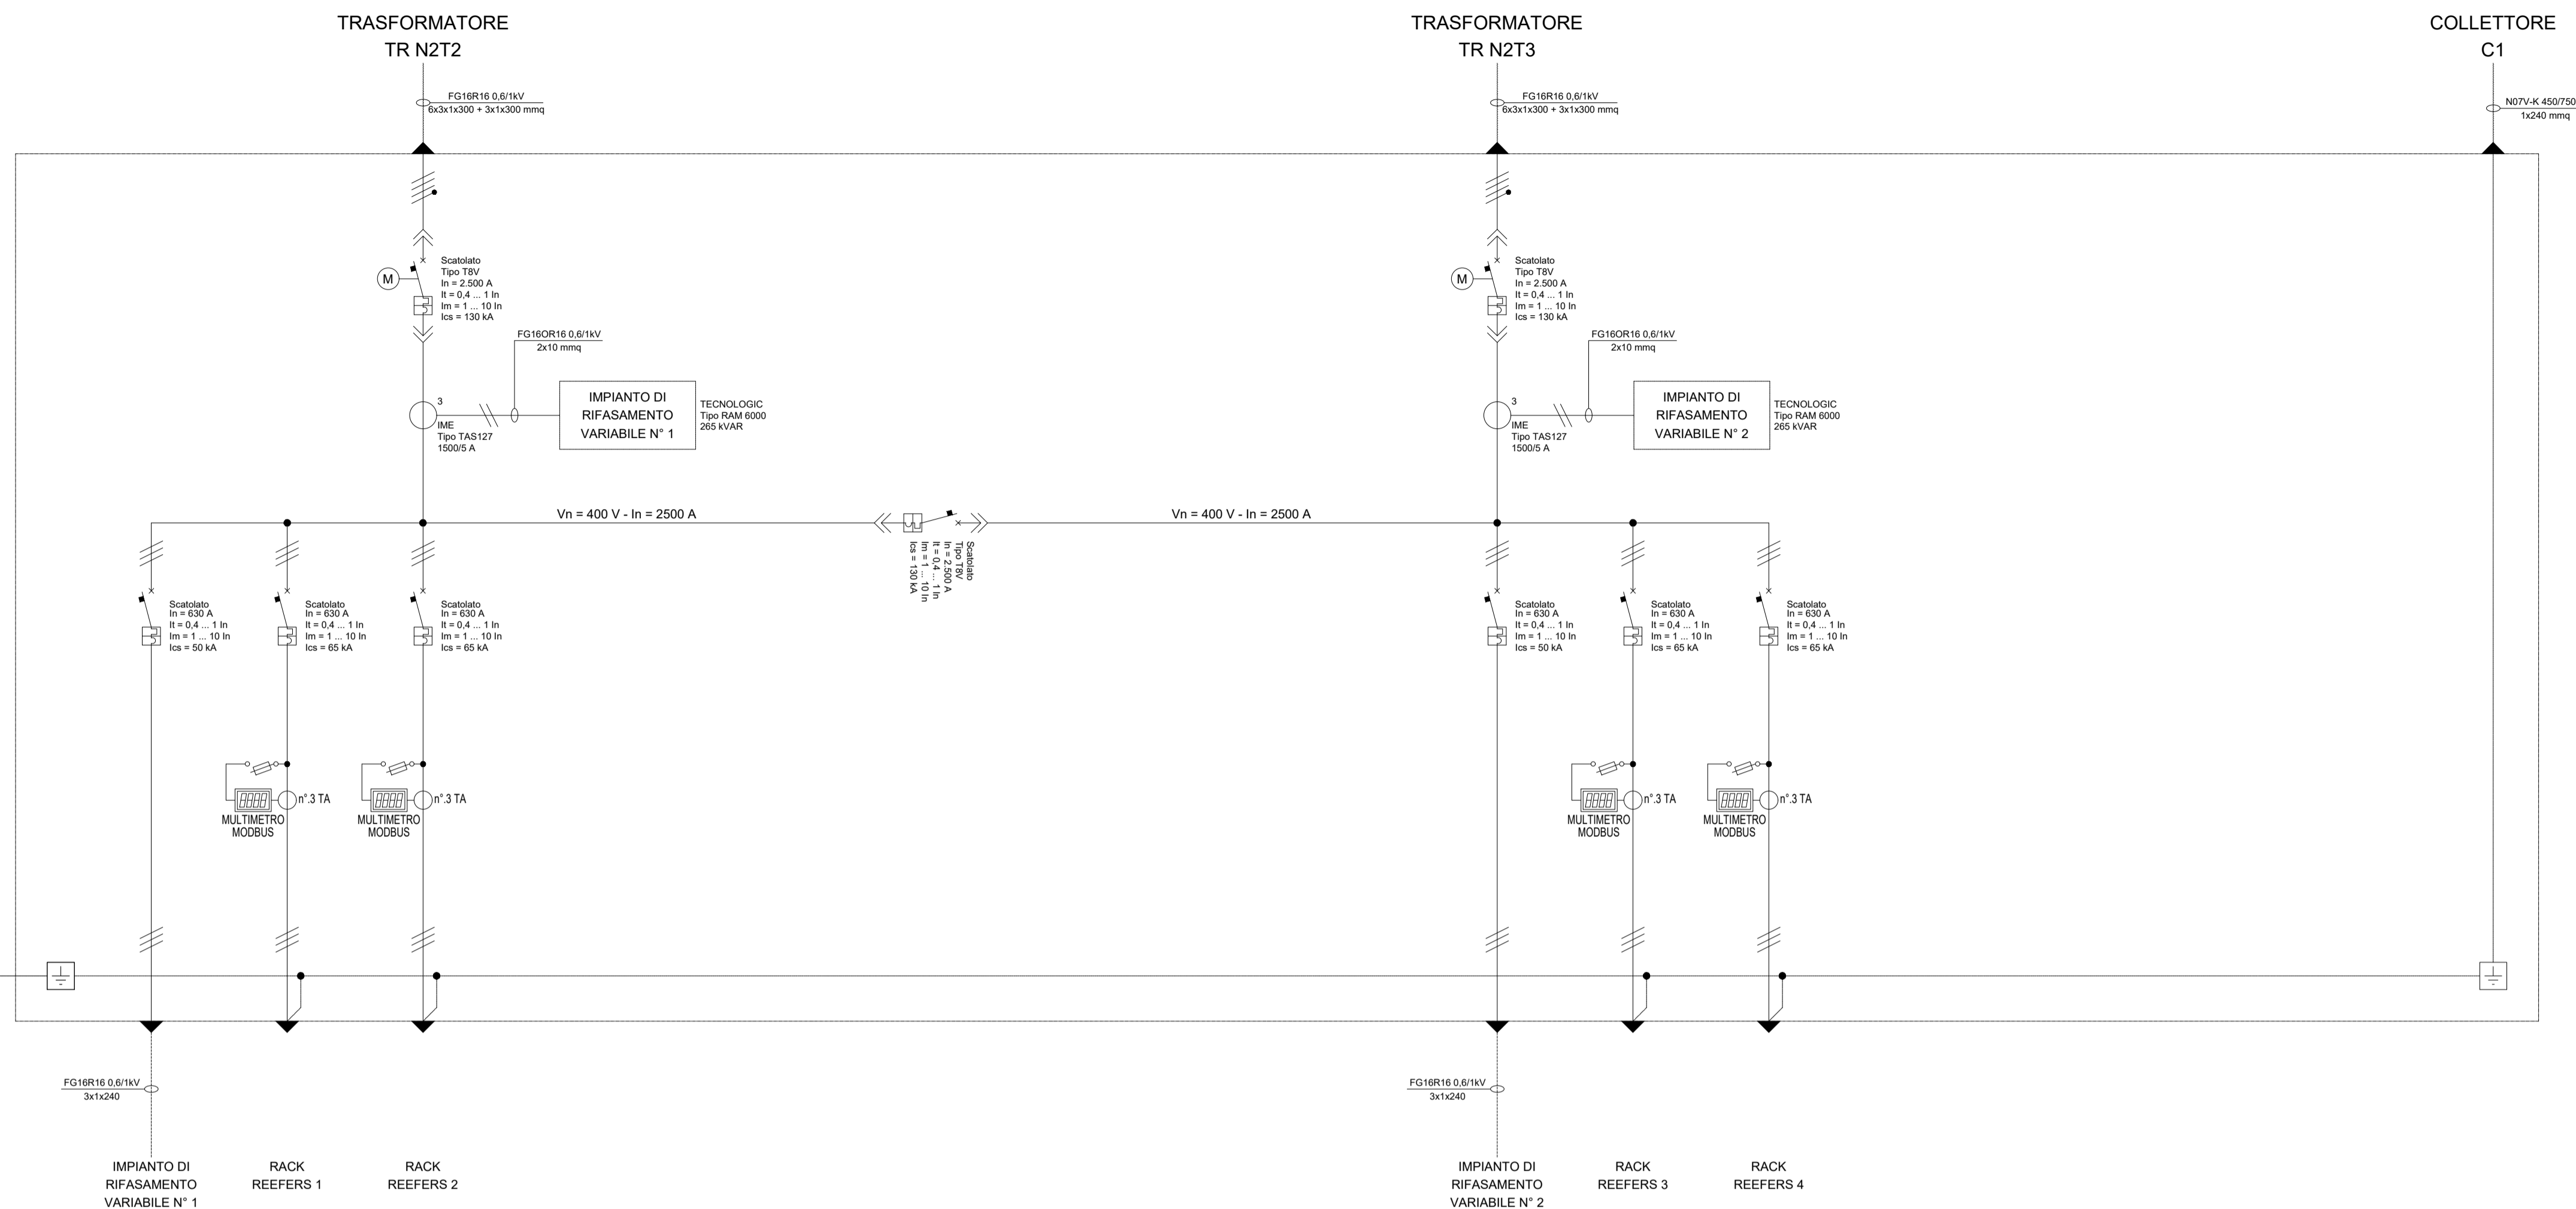 TRASFORMATORE
TR N2T2
TRASFORMATORE
TR N2T3
COLLETTORE
C1
FG16R16 0,6/1kV
6x3x1x300 + 3x1x300 mmq
FG16R16 0,6/1kV
6x3x1x300 + 3x1x300 mmq
N07V-K 450/750
1x240 mmq
M
Scatolato
Tipo T8V
In = 2.500 A
It = 0,4 ... 1 In
Im = 1 ... 10 In
Ics = 130 kA
M
Scatolato
Tipo T8V
In = 2.500 A
It = 0,4 ... 1 In
Im = 1 ... 10 In
Ics = 130 kA
FG16OR16 0,6/1kV
2x10 mmq
3
IME
Tipo TAS127
1500/5 A
IMPIANTO DI
RIFASAMENTO
VARIABILE N° 1
TECNOLOGIC
Tipo RAM 6000
265 kVAR
FG16OR16 0,6/1kV
2x10 mmq
3
IME
Tipo TAS127
1500/5 A
IMPIANTO DI
RIFASAMENTO
VARIABILE N° 2
TECNOLOGIC
Tipo RAM 6000
265 kVAR
Vn = 400 V - In = 2500 A
Vn = 400 V - In = 2500 A
Scatolato
Tipo T8V
In = 2.500 A
It = 0,4 ... 1 In
Im = 1 ... 10 In
Ics = 130 kA
Scatolato
In = 630 A
It = 0,4 ... 1 In
Im = 1 ... 10 In
Ics = 50 kA
Scatolato
In = 630 A
It = 0,4 ... 1 In
Im = 1 ... 10 In
Ics = 65 kA
Scatolato
In = 630 A
It = 0,4 ... 1 In
Im = 1 ... 10 In
Ics = 65 kA
Scatolato
In = 630 A
It = 0,4 ... 1 In
Im = 1 ... 10 In
Ics = 50 kA
Scatolato
In = 630 A
It = 0,4 ... 1 In
Im = 1 ... 10 In
Ics = 65 kA
Scatolato
In = 630 A
It = 0,4 ... 1 In
Im = 1 ... 10 In
Ics = 65 kA
n°.3 TA
MULTIMETRO
MODBUS
n°.3 TA
MULTIMETRO
MODBUS
n°.3 TA
MULTIMETRO
MODBUS
n°.3 TA
MULTIMETRO
MODBUS
FG16R16 0,6/1kV
3x1x240
FG16R16 0,6/1kV
3x1x240
IMPIANTO DI
RIFASAMENTO
VARIABILE N° 1
RACK
REEFERS 1
RACK
REEFERS 2
IMPIANTO DI
RIFASAMENTO
VARIABILE N° 2
RACK
REEFERS 3
RACK
REEFERS 4